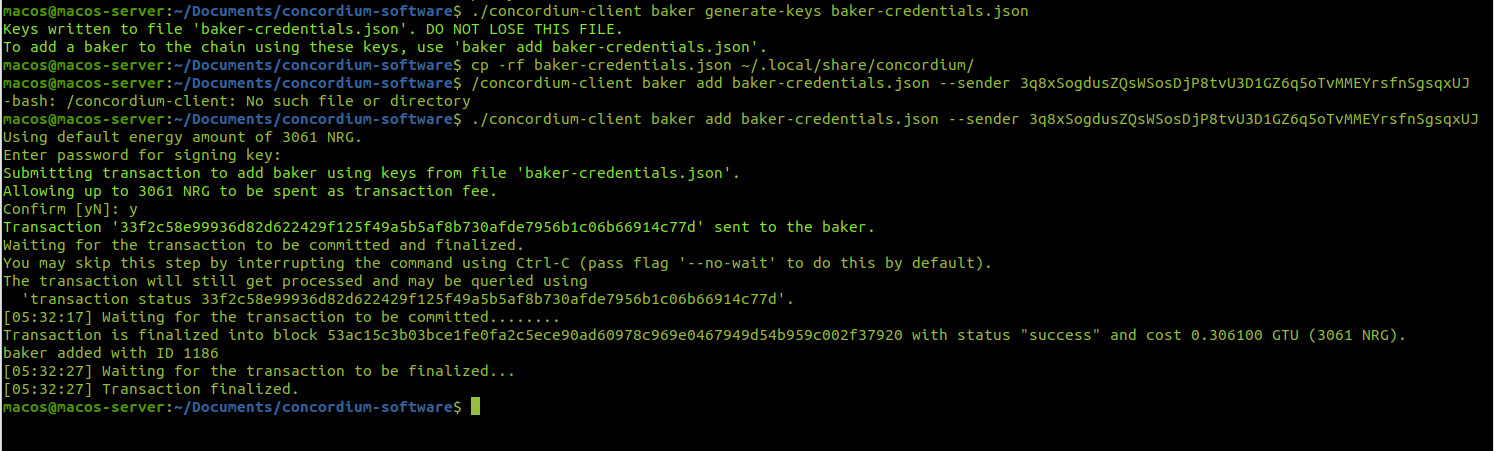 macos@macos-server:~/Documents/concordium-software$ ./concordium-client baker generate-keys baker-credentials.json
Keys written to file 'baker-credentials.json'. DO NOT LOSE THIS FILE.
To add a baker to the chain using these keys, use 'baker add baker-credentials.json'.
macos@macos-server:~/Documents/concordium-software$ cp -rf baker-credentials.json ~/.local/share/concordium/
macos@macos-server:~/Documents/concordium-software$ /concordium-client baker add baker-credentials.json --sender 3q8xSogdusZQsWSosDjP8tvU3D1GZ6q5oTvMMEYrsfnSgsqxUJ
-bash: /concordium-client: No such file or directory
macos@macos-server:~/Documents/concordium-software$ ./concordium-client baker add baker-credentials.json --sender 3q8xSogdusZQsWSosDjP8tvU3D1GZ6q5oTvMMEYrsfnSgsqxUJ
Using default energy amount of 3061 NRG.
Enter password for signing key:
Submitting transaction to add baker using keys from file 'baker-credentials.json'.
Allowing up to 3061 NRG to be spent as transaction fee.
Confirm [yN]: y
Transaction '33f2c58e99936d82d622429f125f49a5b5af8b730afde7956b1c06b66914c77d' sent to the baker.
Waiting for the transaction to be committed and finalized.
You may skip this step by interrupting the command using Ctrl-C (pass flag '--no-wait' to do this by default).
The transaction will still get processed and may be queried using
  'transaction status 33f2c58e99936d82d622429f125f49a5b5af8b730afde7956b1c06b66914c77d'.
[05:32:17] Waiting for the transaction to be committed........
Transaction is finalized into block 53ac15c3b03bce1fe0fa2c5ece90ad60978c969e0467949d54b959c002f37920 with status "success" and cost 0.306100 GTU (3061 NRG).
baker added with ID 1186
[05:32:27] Waiting for the transaction to be finalized...
[05:32:27] Transaction finalized.
macos@macos-server:~/Documents/concordium-software$